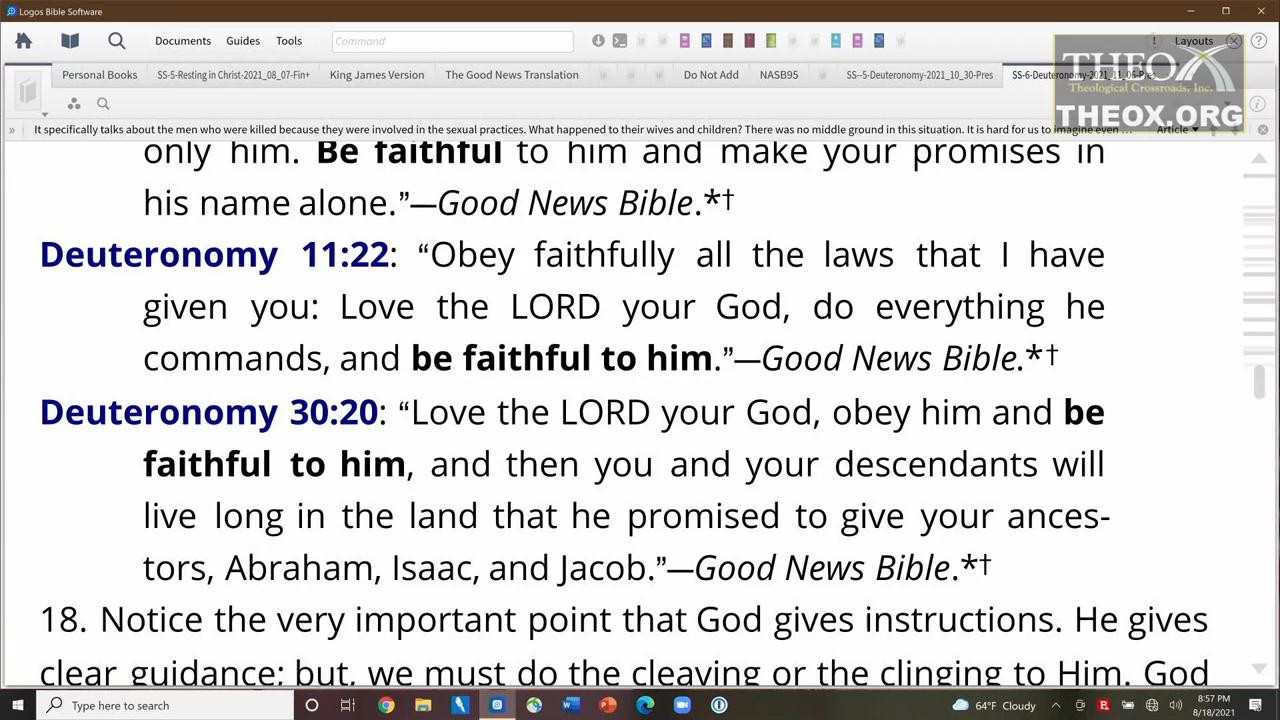 Logos Bible Software
Documents Guides Tools Command Layouts
THEOX
Theological Crossroads, Inc.
THEOX.ORG
Personal Books SS-5-Resting in Christ-2021_08_07-Fin+ King James Version The Good News Translation Do Not Add NASB95 SS--5-Deuteronomy-2021_10_30-Pres SS-6-Deuteronomy-2021_11_06-Pres
» It specifically talks about the men who were killed because they were involved in the sexual practices. What happened to their wives and children? There was no middle ground in this situation. It is hard for us to imagine even ... Article
only him. Be faithful to him and make your promises in
his name alone.”—Good News Bible.*†
Deuteronomy 11:22: “Obey faithfully all the laws that I have
given you: Love the LORD your God, do everything he
commands, and be faithful to him.”—Good News Bible.*†
Deuteronomy 30:20: “Love the LORD your God, obey him and be
faithful to him, and then you and your descendants will
live long in the land that he promised to give your ances-
tors, Abraham, Isaac, and Jacob.”—Good News Bible.*†
18. Notice the very important point that God gives instructions. He gives
clear guidance; but, we must do the cleaving or the clinging to Him. God
Type here to search 64°F Cloudy 8:57 PM
8/18/2021